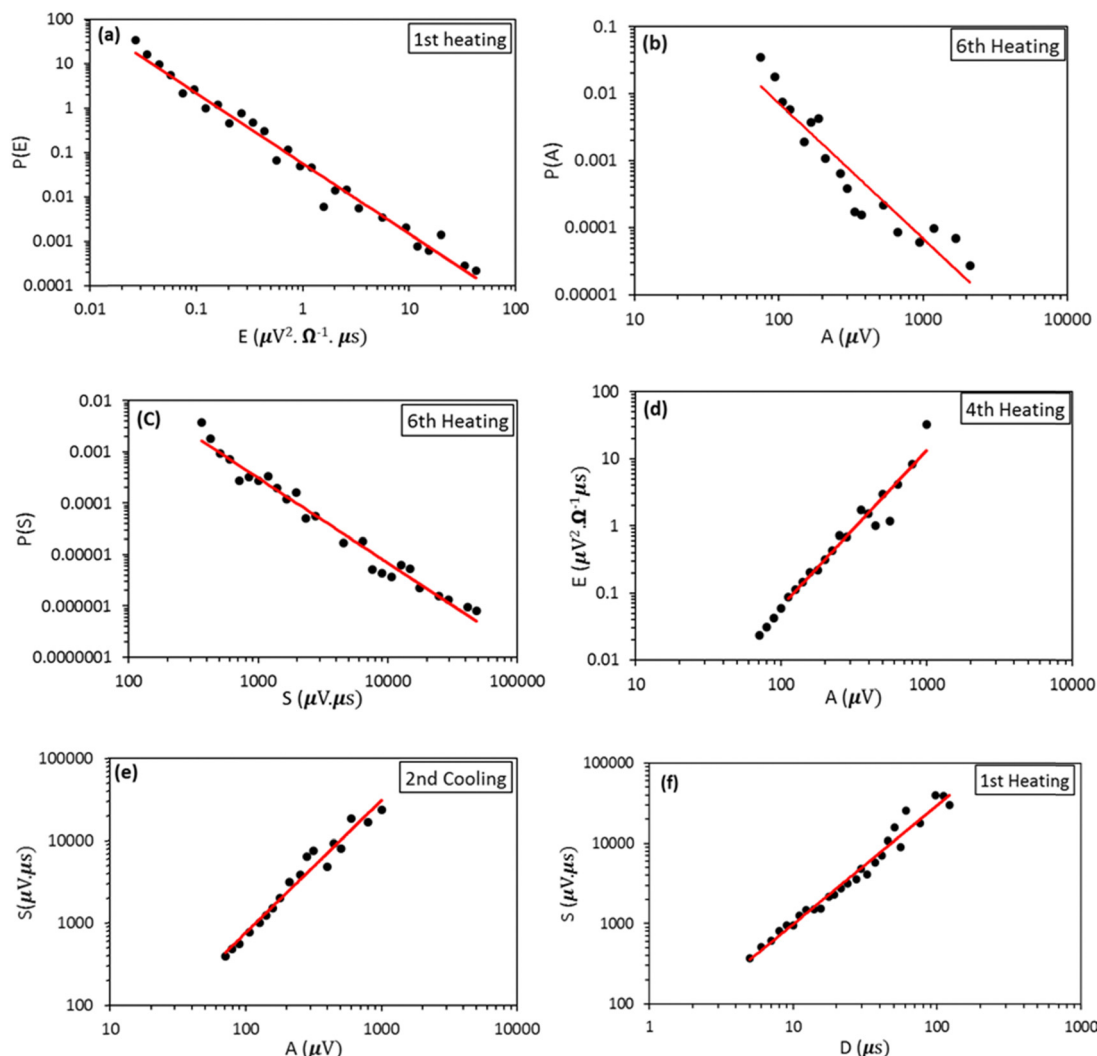 (a)
1st heating
100
10
1
0.1
0.01
0.001
0.0001
P(E)
0.01
0.1
1
10
100
E (μV². Ω⁻¹. μs)
(b)
6th Heating
0.1
0.01
0.001
0.0001
0.00001
P(A)
10
100
1000
10000
A (μV)
(C)
6th Heating
0.01
0.001
0.0001
0.00001
0.000001
0.0000001
P(S)
100
1000
10000
100000
S (μV.μs)
(d)
4th Heating
100
10
1
0.1
0.01
E (μV².Ω⁻¹μs)
10
100
1000
10000
A (μV)
(e)
2nd Cooling
100000
10000
1000
100
S(μV.μs)
10
100
1000
10000
A (μV)
(f)
1st Heating
100000
10000
1000
100
S (μV.μs)
1
10
100
1000
D (μs)